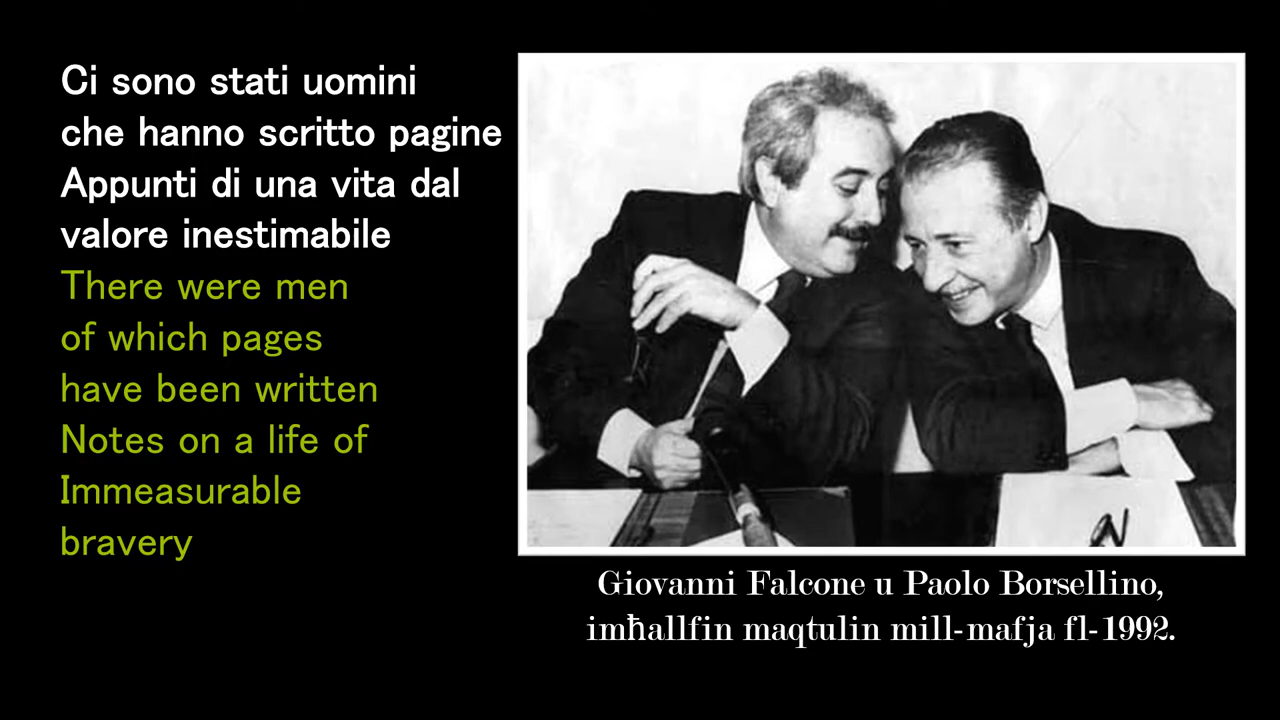 Ci sono stati uomini
che hanno scritto pagine
Appunti di una vita dal
valore inestimabile
There were men
of which pages
have been written
Notes on a life of
Immeasurable
bravery
Giovanni Falcone u Paolo Borsellino,
imħallfin maqtulin mill-mafja fl-1992.